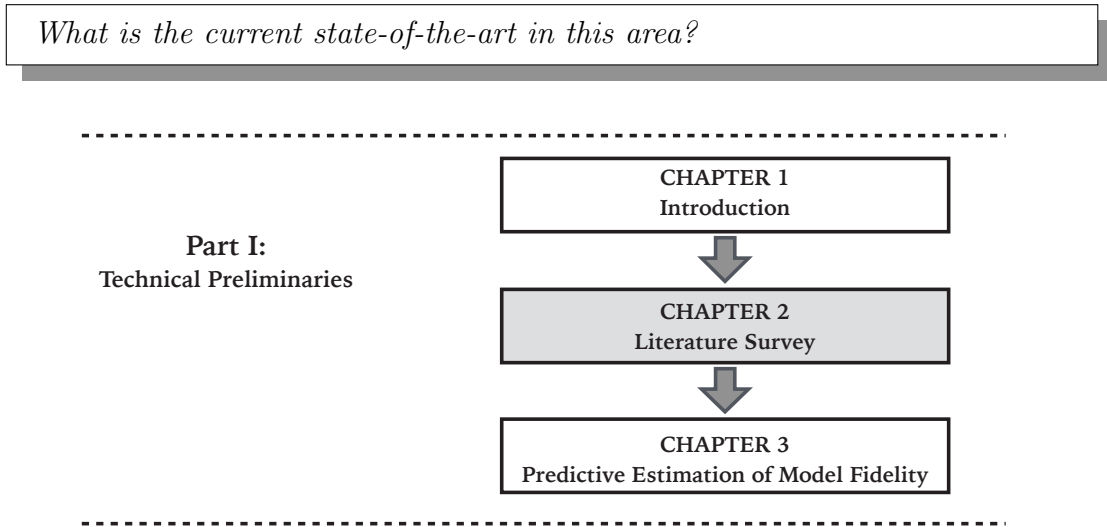 What is the current state-of-the-art in this area?
CHAPTER 1
Introduction
Part I:
Technical Preliminaries
CHAPTER 2
Literature Survey
CHAPTER 3
Predictive Estimation of Model Fidelity